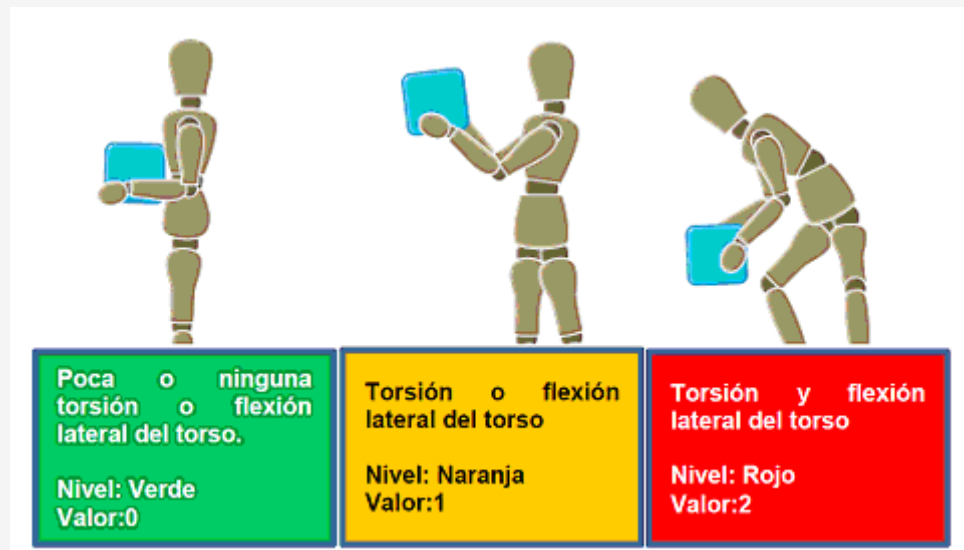 Poca o ninguna
torsión o flexión
lateral del torso.
Nivel: Verde
Valor:0
Torsión o flexión
lateral del torso
Nivel: Naranja
Valor:1
Torsión y flexión
lateral del torso
Nivel: Rojo
Valor:2